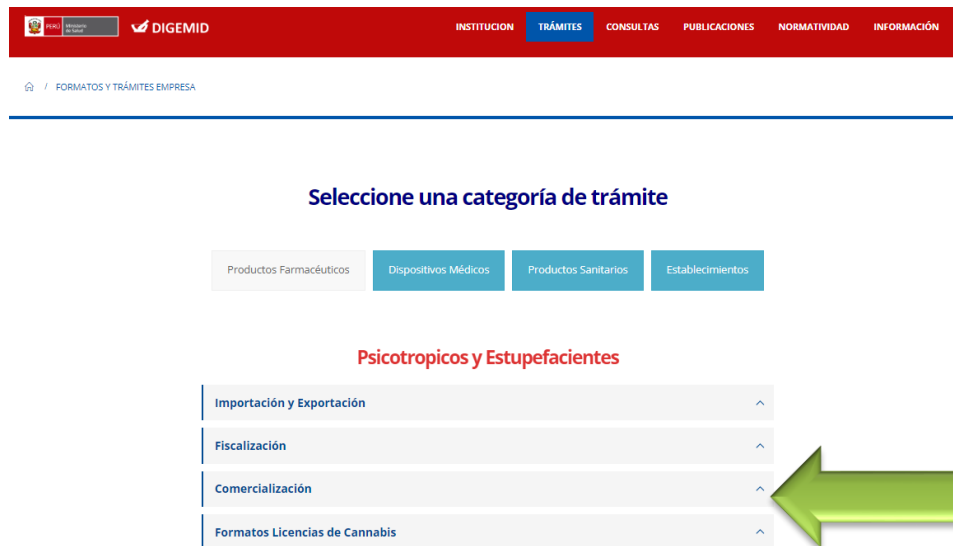 PERÚ Ministerio de Salud DIGEMID INSTITUCION TRÁMITES CONSULTAS PUBLICACIONES NORMATIVIDAD INFORMACIÓN
/ FORMATOS Y TRÁMITES EMPRESA
Seleccione una categoría de trámite
Productos Farmacéuticos Dispositivos Médicos Productos Sanitarios Establecimientos
Psicotropicos y Estupefacientes
Importación y Exportación
Fiscalización
Comercialización
Formatos Licencias de Cannabis